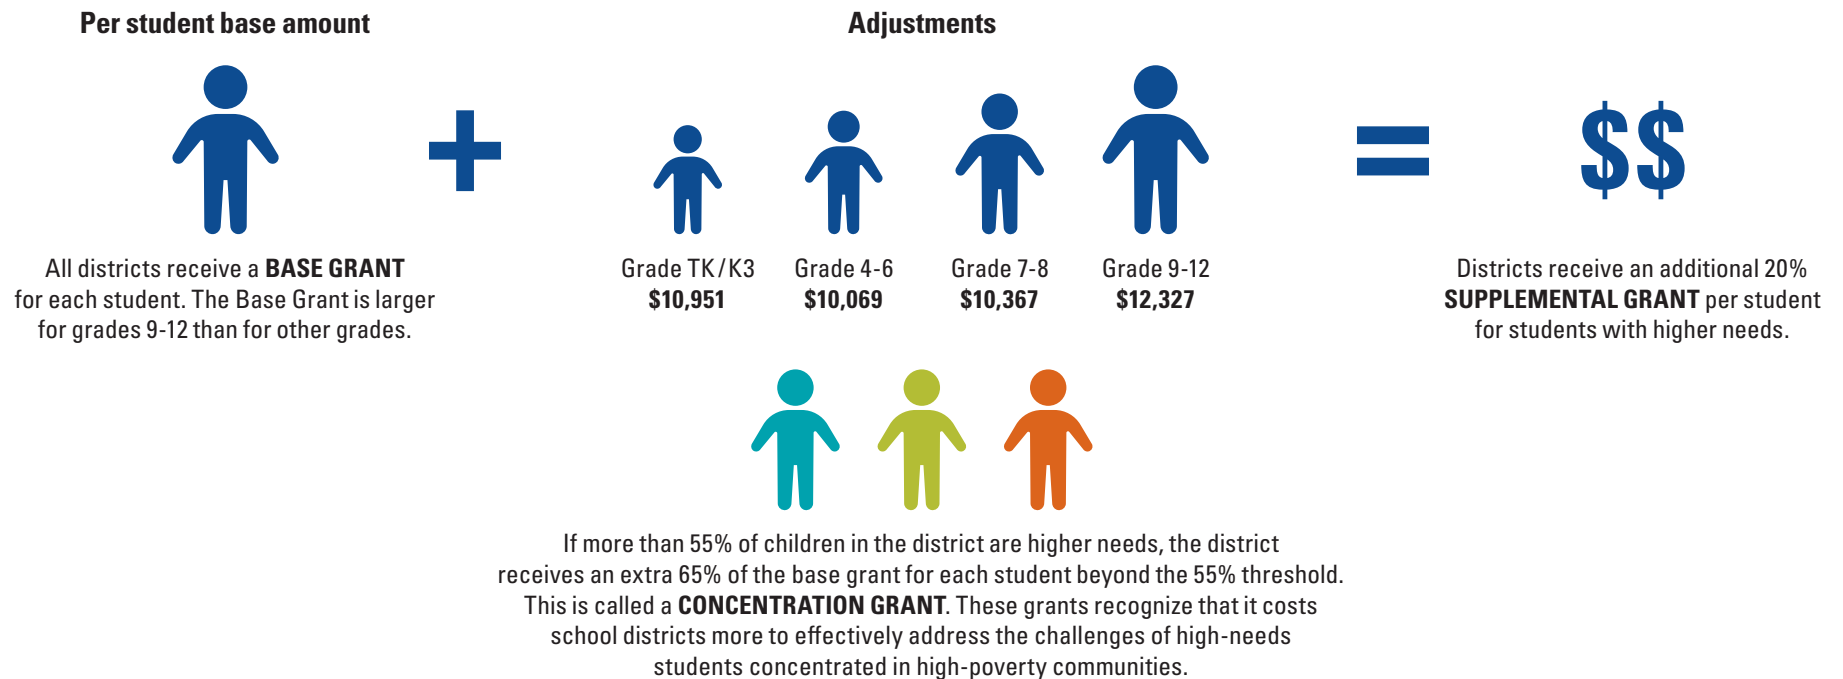 Per student base amount
All districts receive a BASE GRANT
for each student. The Base Grant is larger
for grades 9-12 than for other grades.
+
Adjustments
Grade TK/K3
$10,951
Grade 4-6
$10,069
Grade 7-8
$10,367
Grade 9-12
$12,327
=
$$
Districts receive an additional 20%
SUPPLEMENTAL GRANT per student
for students with higher needs.
If more than 55% of children in the district are higher needs, the district
receives an extra 65% of the base grant for each student beyond the 55% threshold.
This is called a CONCENTRATION GRANT. These grants recognize that it costs
school districts more to effectively address the challenges of high-needs
students concentrated in high-poverty communities.